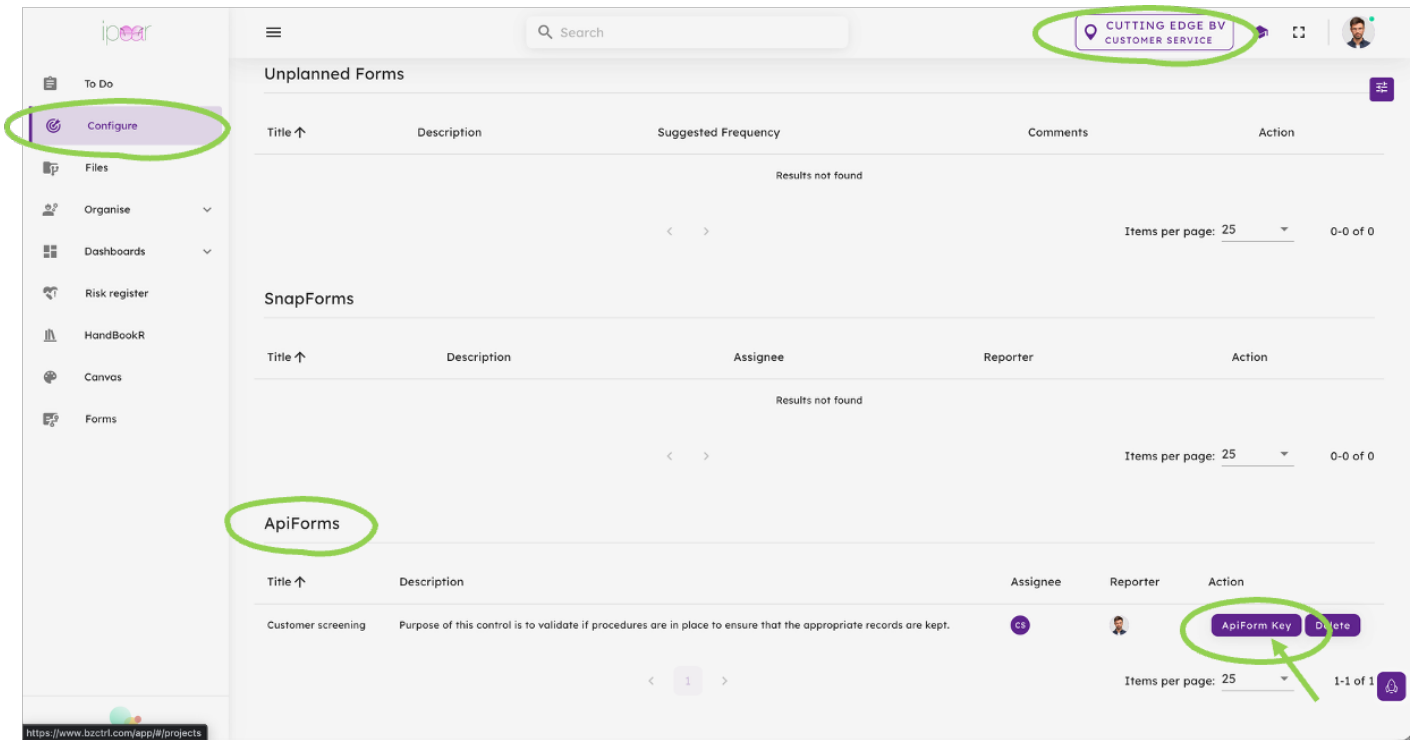 ipoar
Search
CUTTING EDGE BV
CUSTOMER SERVICE
To Do
Configure
Files
Organise
Dashboards
Risk register
HandBookR
Canvas
Forms
Unplanned Forms
Title Description Suggested Frequency Comments Action
Results not found
Items per page: 25 0-0 of 0
SnapForms
Title Description Assignee Reporter Action
Results not found
Items per page: 25 0-0 of 0
ApiForms
Title Description Assignee Reporter Action
Customer screening Purpose of this control is to validate if procedures are in place to ensure that the appropriate records are kept. CS ApiForm Key Delete
1 Items per page: 25 1-1 of 1
https://www.bzctrl.com/app/#/projects